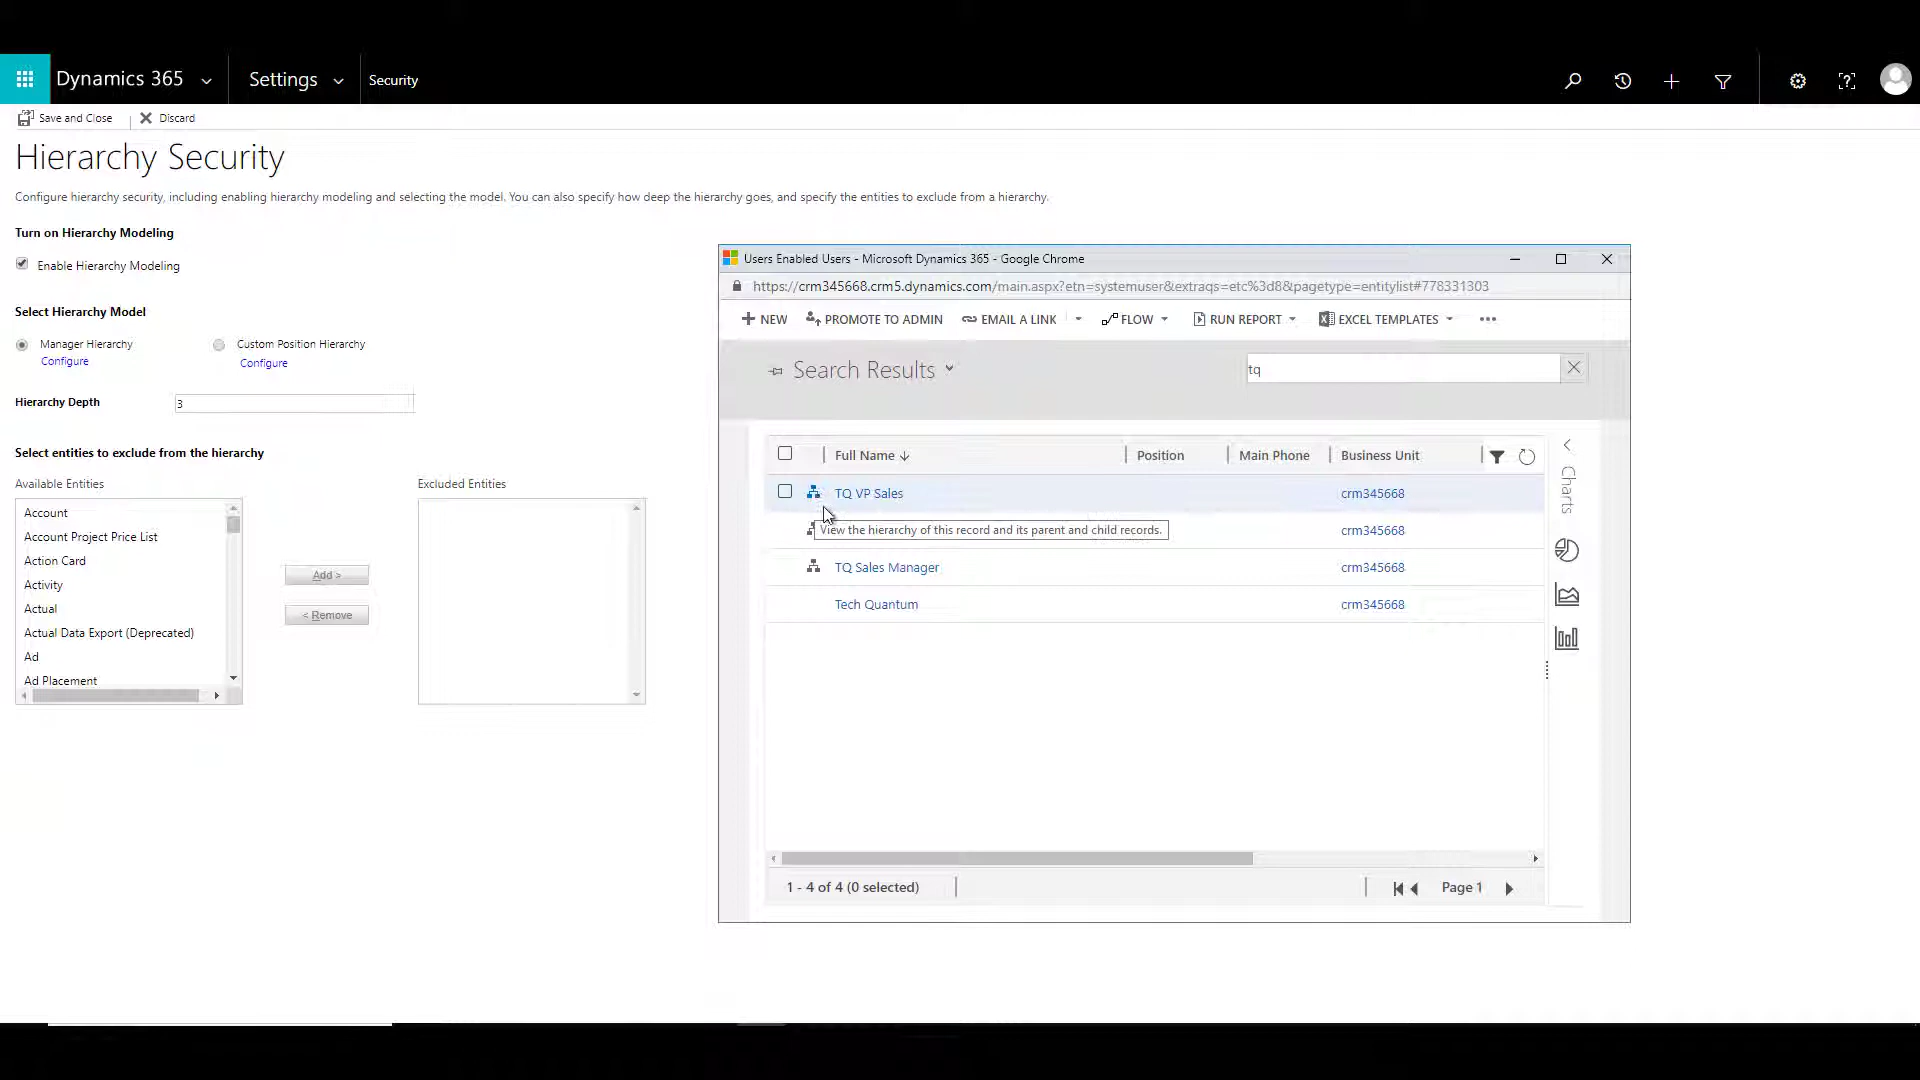 Dynamics 365
Settings
Security
Save and Close
Discard
Hierarchy Security
Configure hierarchy security, including enabling hierarchy modeling and selecting the model. You can also specify how deep the hierarchy goes, and specify the entities to exclude from a hierarchy.
Turn on Hierarchy Modeling
Enable Hierarchy Modeling
Select Hierarchy Model
Manager Hierarchy
Configure
Custom Position Hierarchy
Configure
Hierarchy Depth
3
Select entities to exclude from the hierarchy
Available Entities
Account
Account Project Price List
Action Card
Activity
Actual
Actual Data Export (Deprecated)
Ad
Ad Placement
Add >
< Remove
Excluded Entities
Users Enabled Users - Microsoft Dynamics 365 - Google Chrome
https://crm345668.crm5.dynamics.com/main.aspx?etn=systemuser&extraqs=etc%3d8&pagetype=entitylist#778331303
NEW
PROMOTE TO ADMIN
EMAIL A LINK
FLOW
RUN REPORT
EXCEL TEMPLATES
Search Results
tq
Full Name
Position
Main Phone
Business Unit
TQ VP Sales
crm345668
View the hierarchy of this record and its parent and child records.
crm345668
TQ Sales Manager
crm345668
Tech Quantum
crm345668
Charts
1 - 4 of 4 (0 selected)
Page 1